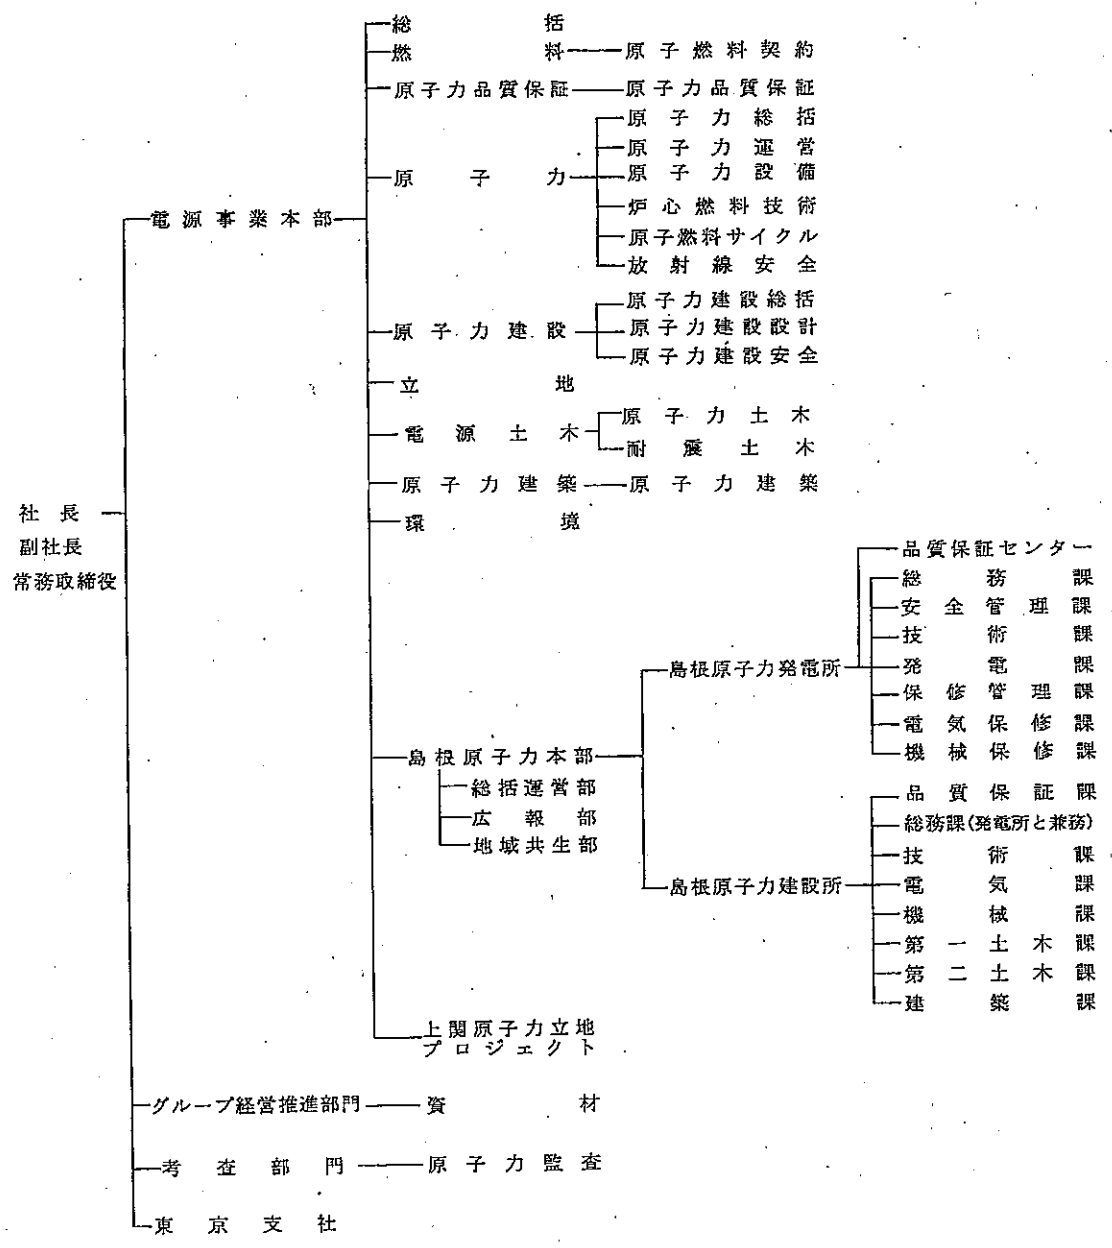 総括
燃料 原子燃料契約
原子力品質保証 原子力品質保証
原子力総括
原子力運営
原子力 原子力設備
炉心燃料技術
原子燃料サイクル
電源事業本部
放射線安全
原子力建設総括
原子力建設 原子力建設設計
原子力建設安全
立地
原子力土木
電源土木
耐震土木
原子力建築 原子力建築
社長
環境
副社長
常務取締役
品質保証センター
総務課
安全管理課
技術課
島根原子力発電所 発電課
保修管理課
電気保修課
機械保修課
島根原子力本部
総括運営部
広報部
地域共生部
品質保証課
総務課(発電所と兼務)
技術課
島根原子力建設所 電気課
機械課
第一土木課
第二土木課
建築課
上関原子力立地
プロジェクト
グループ経営推進部門 資材
考査部門 原子力監査
東京支社